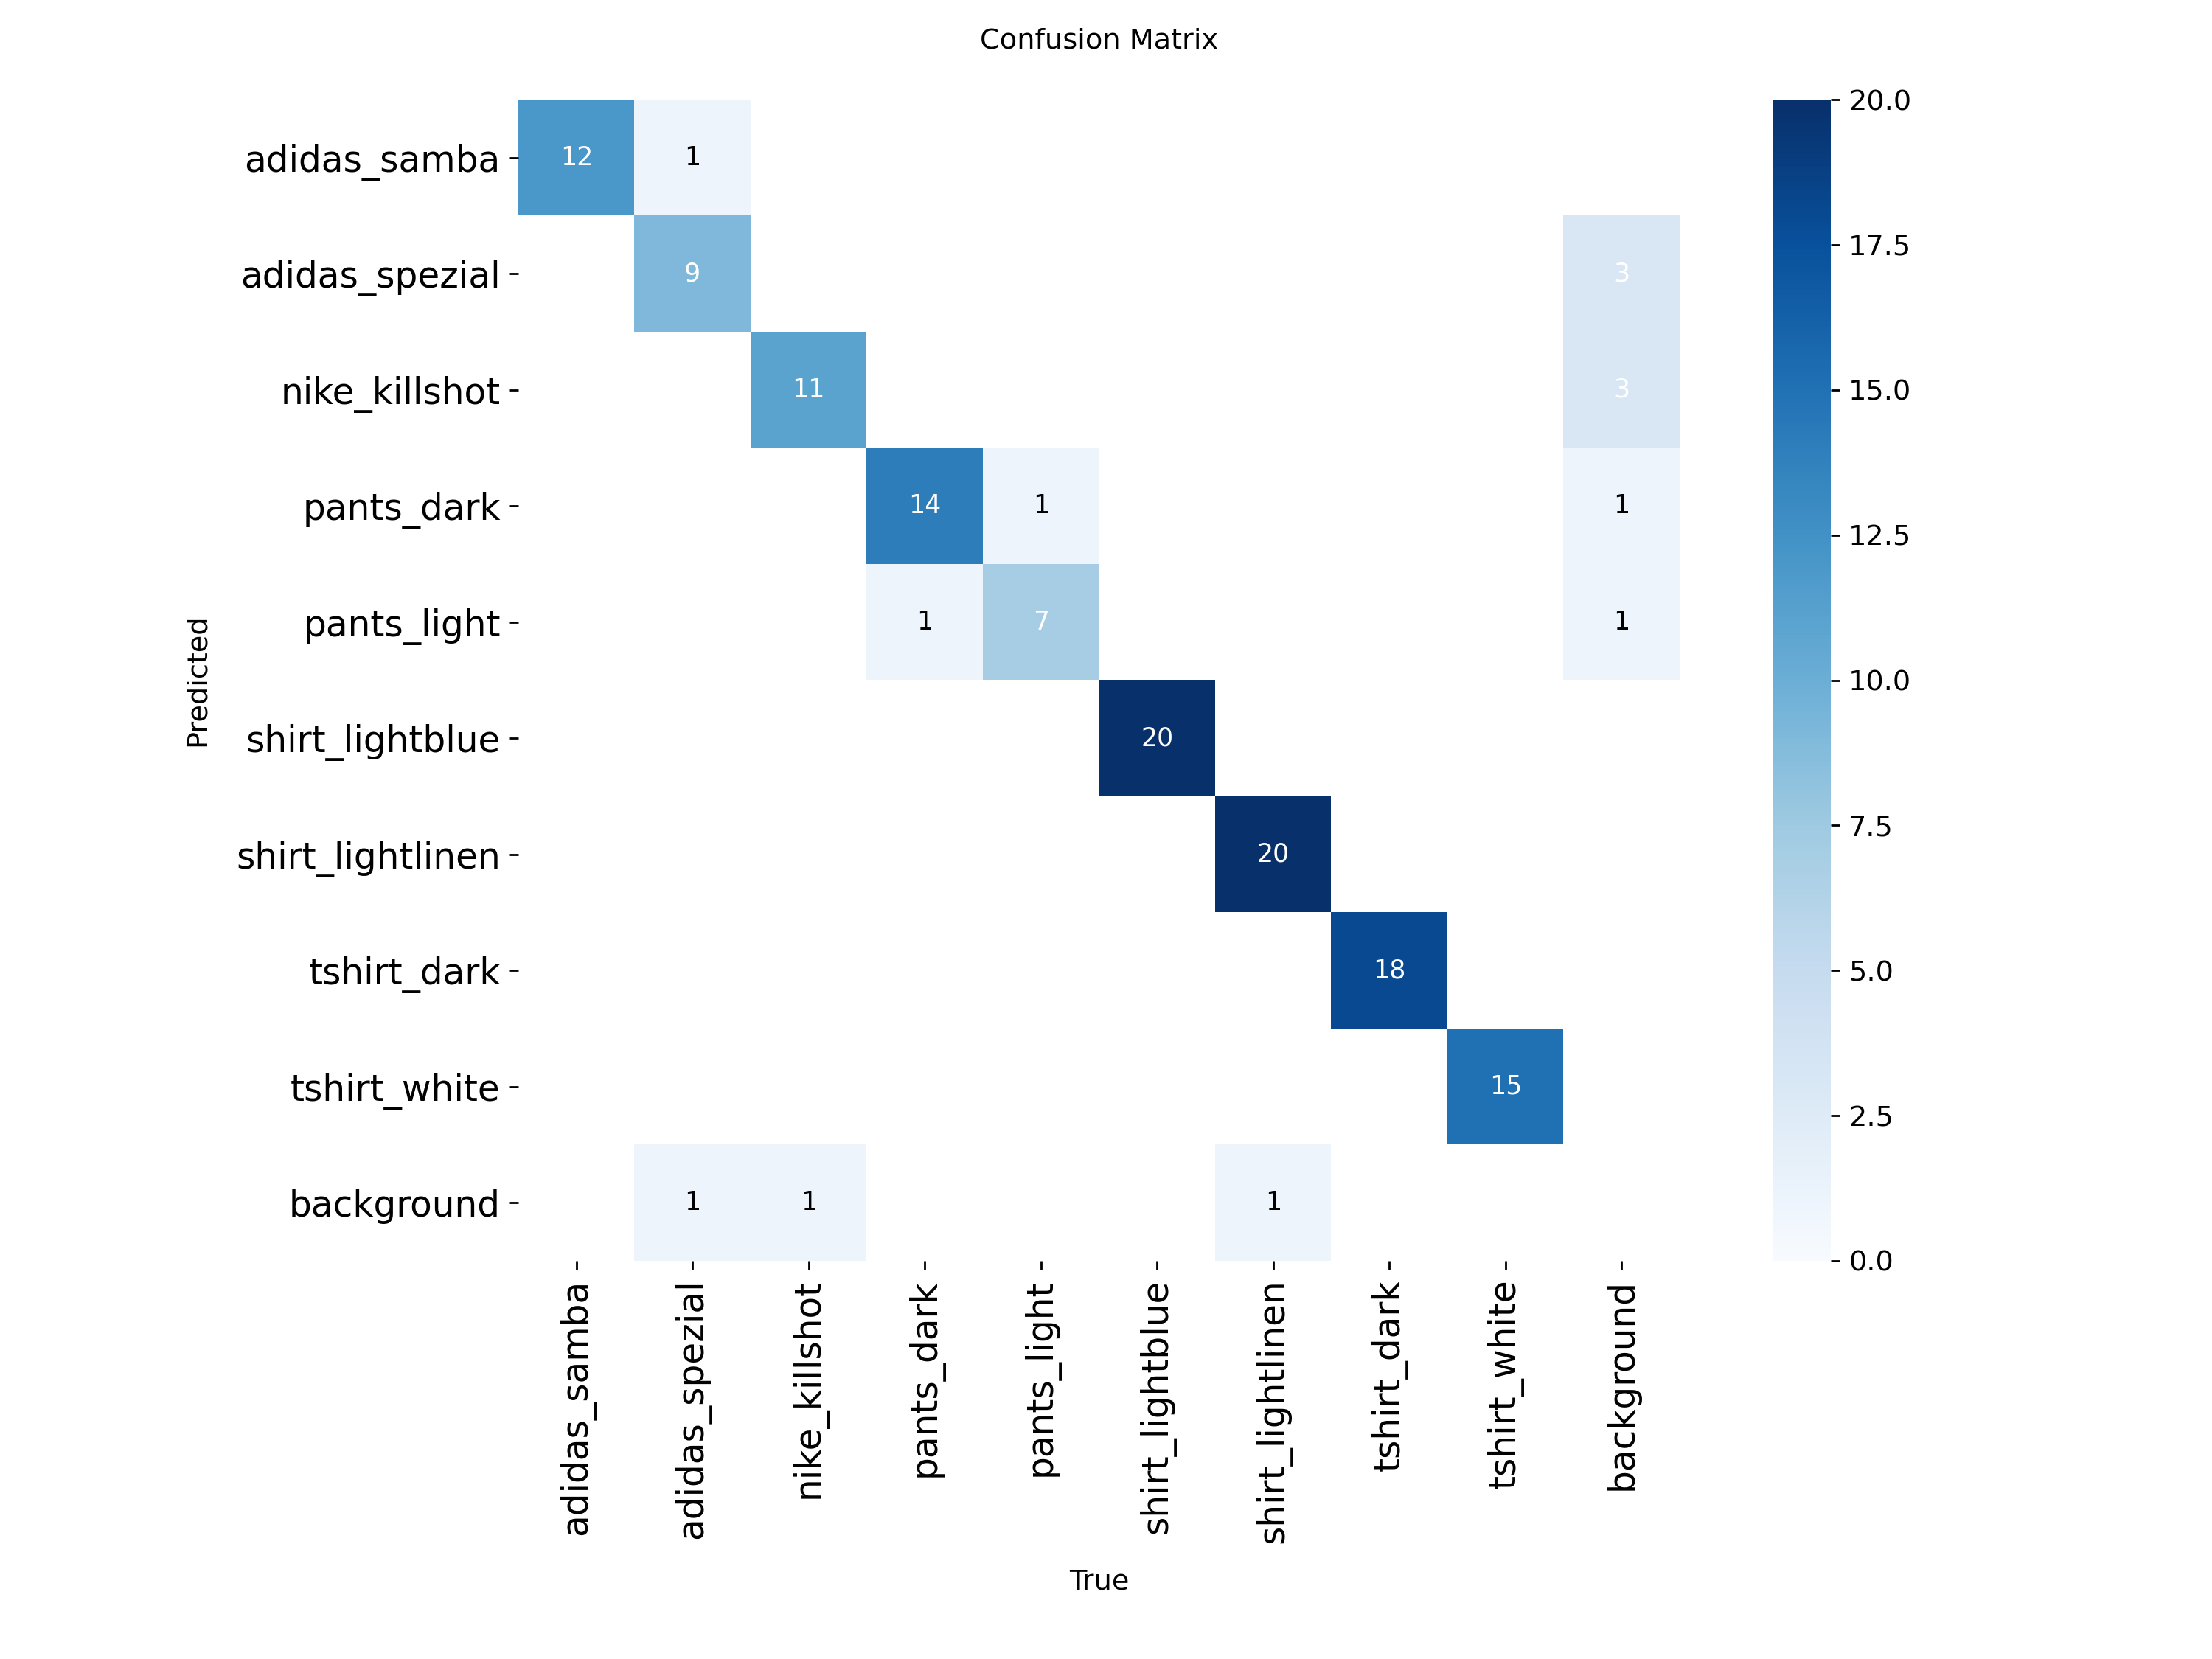 Confusion Matrix
adidas_samba 12 1
adidas_spezial 9 3
nike_killshot 11 3
pants_dark 14 1 1
pants_light 1 7 1
shirt_lightblue 20
shirt_lightlinen 20
tshirt_dark 18
tshirt_white 15
background 1 1 1
Predicted
adidas_samba
adidas_spezial
nike_killshot
pants_dark
pants_light
shirt_lightblue
shirt_lightlinen
tshirt_dark
tshirt_white
background
True
20.0
17.5
15.0
12.5
10.0
7.5
5.0
2.5
0.0